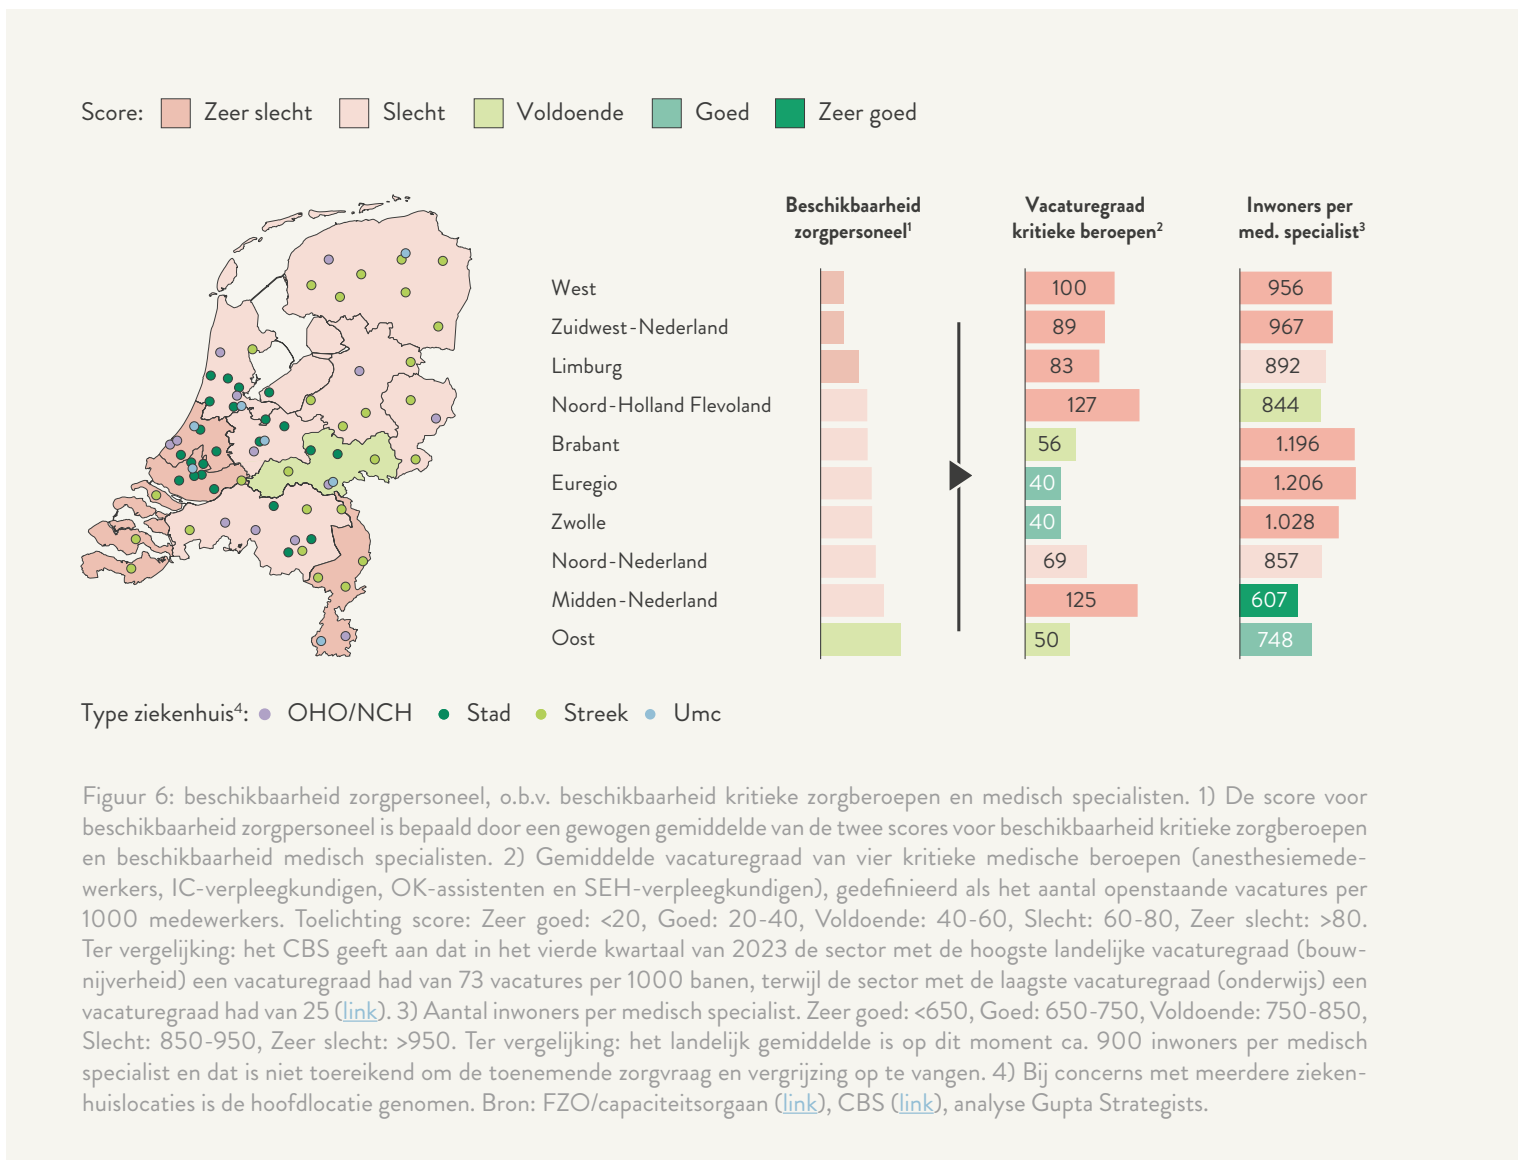 Score: Zeer slecht Slecht Voldoende Goed Zeer goed
Beschikbaarheid zorgpersoneel¹
Vacaturegraad kritieke beroepen²
Inwoners per med. specialist³
West 100 956
Zuidwest-Nederland 89 967
Limburg 83 892
Noord-Holland Flevoland 127 844
Brabant 56 1.196
Euregio 40 1.206
Zwolle 40 1.028
Noord-Nederland 69 857
Midden-Nederland 125 607
Oost 50 748
Type ziekenhuis⁴: OHO/NCH Stad Streek Umc
Figuur 6: beschikbaarheid zorgpersoneel, o.b.v. beschikbaarheid kritieke zorgberoepen en medisch specialisten. 1) De score voor
beschikbaarheid zorgpersoneel is bepaald door een gewogen gemiddelde van de twee scores voor beschikbaarheid kritieke zorgberoepen
en beschikbaarheid medisch specialisten. 2) Gemiddelde vacaturegraad van vier kritieke medische beroepen (anesthesiemede-
werkers, IC-verpleegkundigen, OK-assistenten en SEH-verpleegkundigen), gedefinieerd als het aantal openstaande vacatures per
1000 medewerkers. Toelichting score: Zeer goed: <20, Goed: 20-40, Voldoende: 40-60, Slecht: 60-80, Zeer slecht: >80.
Ter vergelijking: het CBS geeft aan dat in het vierde kwartaal van 2023 de sector met de hoogste landelijke vacaturegraad (bouw-
nijverheid) een vacaturegraad had van 73 vacatures per 1000 banen, terwijl de sector met de laagste vacaturegraad (onderwijs) een
vacaturegraad had van 25 (link). 3) Aantal inwoners per medisch specialist. Zeer goed: <650, Goed: 650-750, Voldoende: 750-850,
Slecht: 850-950, Zeer slecht: >950. Ter vergelijking: het landelijk gemiddelde is op dit moment ca. 900 inwoners per medisch
specialist en dat is niet toereikend om de toenemende zorgvraag en vergrijzing op te vangen. 4) Bij concerns met meerdere zieken-
huislocaties is de hoofdlocatie genomen. Bron: FZO/capaciteitsorgaan (link), CBS (link), analyse Gupta Strategists.